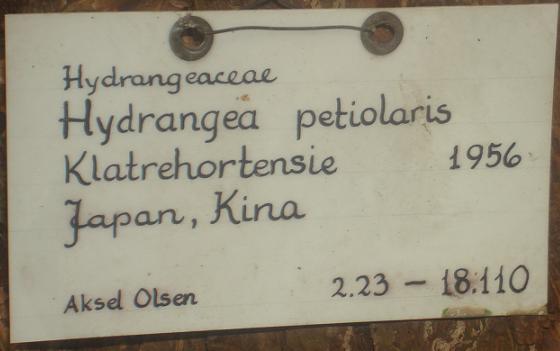 Hydrangeaceae
Hydrangea petiolaris
Klatrehortensie 1956
Japan, Kina
Aksel Olsen 2.23 – 18.110